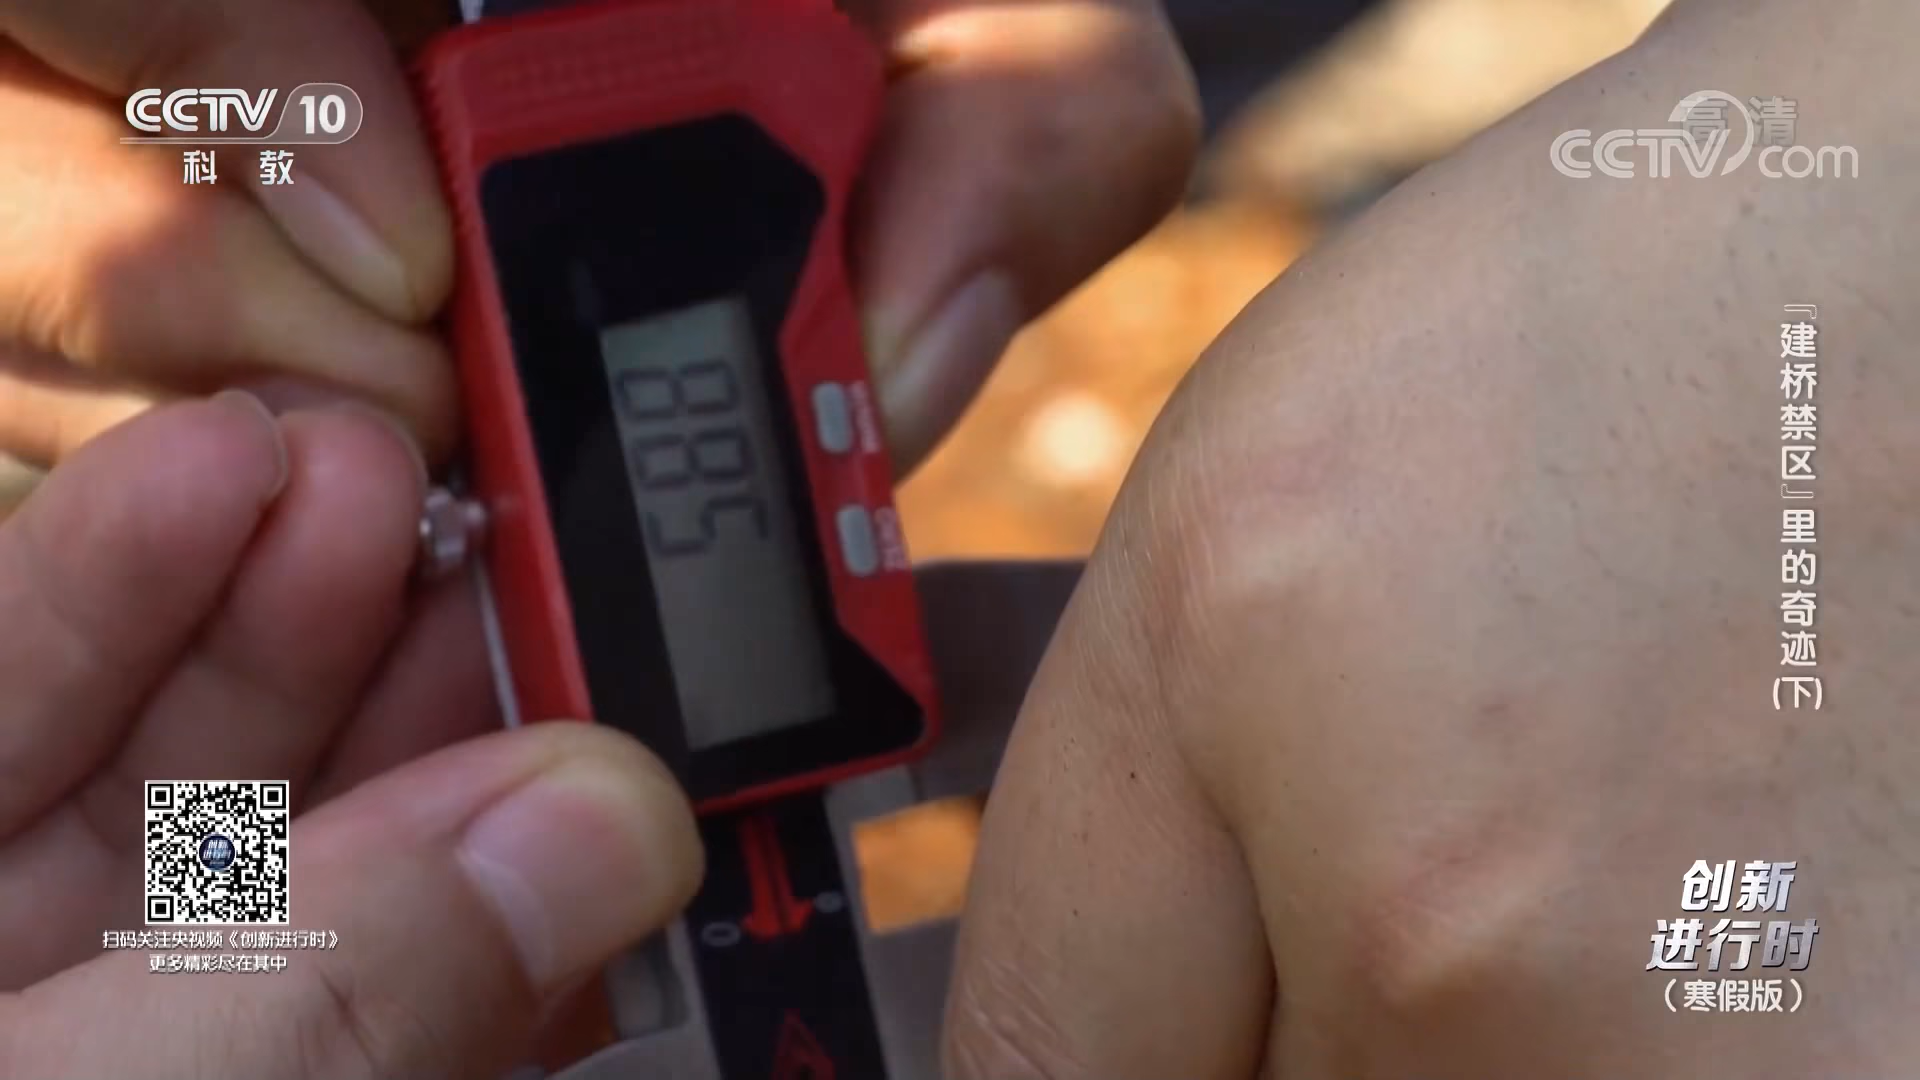 CCTV 10
科教
高清
CCTV.com
『建桥禁区』里的奇迹(下)
扫码关注央视频《创新进行时》
更多精彩尽在其中
创新
进行时
（寒假版）